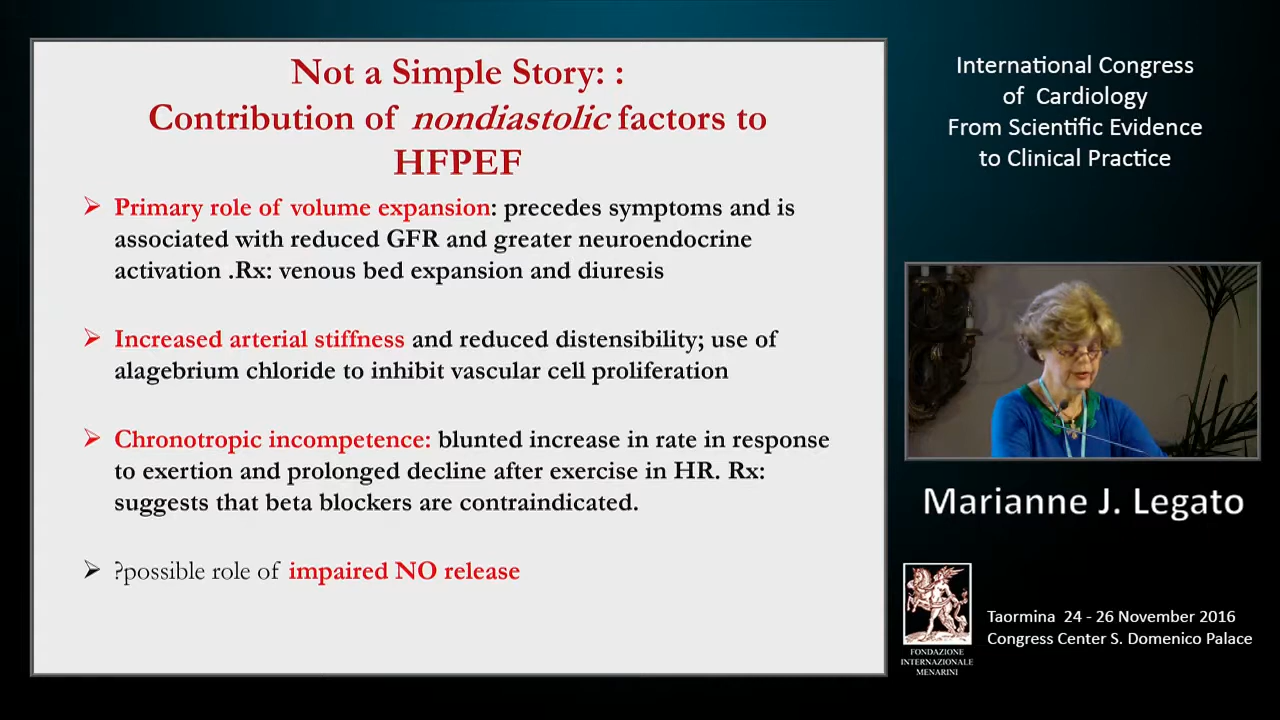 Not a Simple Story: :
Contribution of nondiastolic factors to
HFPEF
➢ Primary role of volume expansion: precedes symptoms and is
associated with reduced GFR and greater neuroendocrine
activation .Rx: venous bed expansion and diuresis
➢ Increased arterial stiffness and reduced distensibility; use of
alagebrium chloride to inhibit vascular cell proliferation
➢ Chronotropic incompetence: blunted increase in rate in response
to exertion and prolonged decline after exercise in HR. Rx:
suggests that beta blockers are contraindicated.
➢ ?possible role of impaired NO release
International Congress
of Cardiology
From Scientific Evidence
to Clinical Practice
Marianne J. Legato
FONDAZIONE
INTERNAZIONALE
MENARINI
Taormina 24 - 26 November 2016
Congress Center S. Domenico Palace